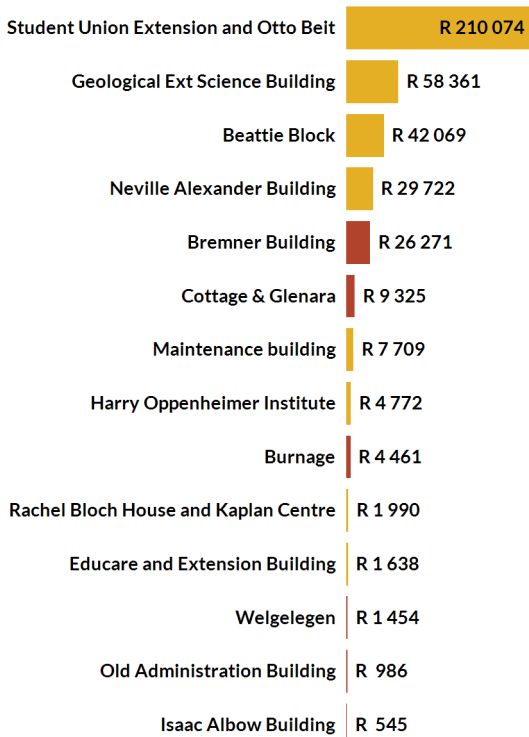 Student Union Extension and Otto Beit R 210 074
Geological Ext Science Building R 58 361
Beattie Block R 42 069
Neville Alexander Building R 29 722
Bremner Building R 26 271
Cottage & Glenara R 9 325
Maintenance building R 7 709
Harry Oppenheimer Institute R 4 772
Burnage R 4 461
Rachel Bloch House and Kaplan Centre R 1 990
Educare and Extension Building R 1 638
Welgelegen R 1 454
Old Administration Building R 986
Isaac Albow Building R 545